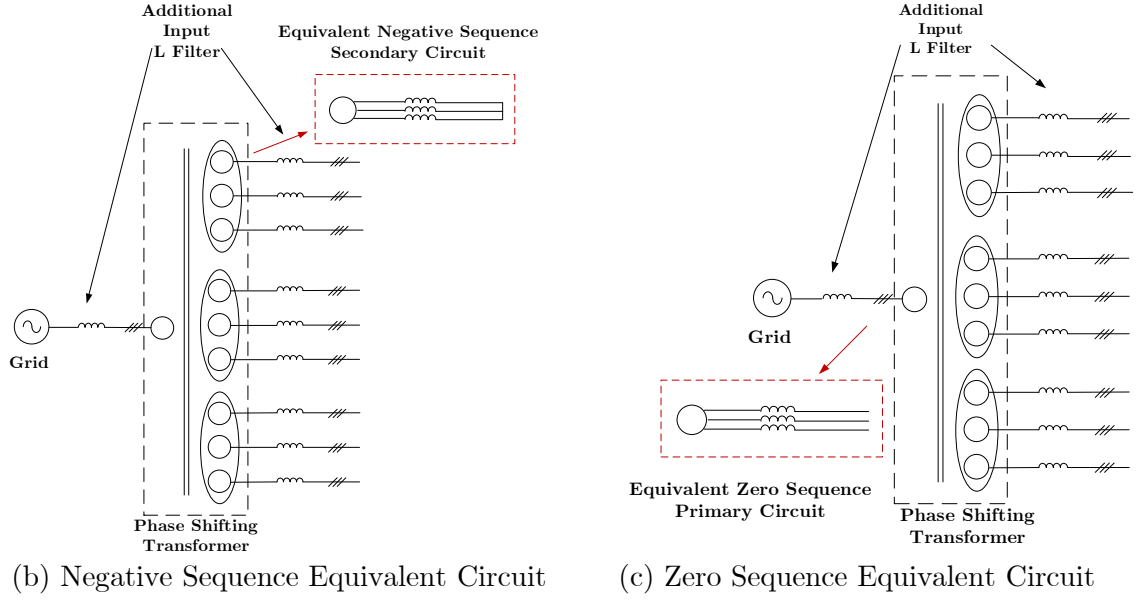 Additional
Input
L Filter
Equivalent Negative Sequence
Secondary Circuit
Grid
Phase Shifting
Transformer
(b) Negative Sequence Equivalent Circuit
Additional
Input
L Filter
Grid
Equivalent Zero Sequence
Primary Circuit
Phase Shifting
Transformer
(c) Zero Sequence Equivalent Circuit